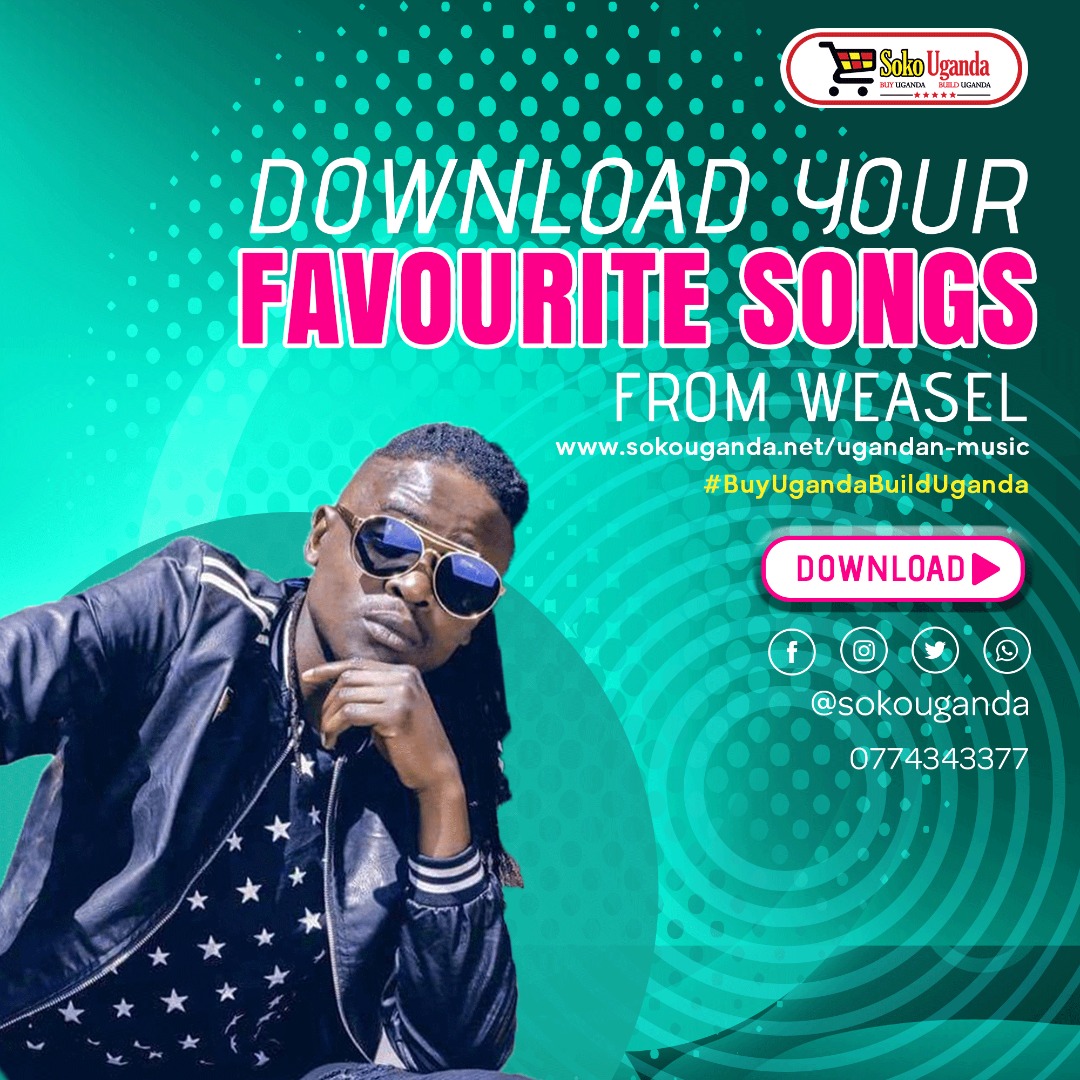 Soko Uganda
BUY UGANDA BUILD UGANDA
DOWNLOAD YOUR
FAVOURITE SONGS
FROM WEASEL
www.sokouganda.net/ugandan-music
#BuyUgandaBuildUganda
DOWNLOAD
@sokouganda
0774343377